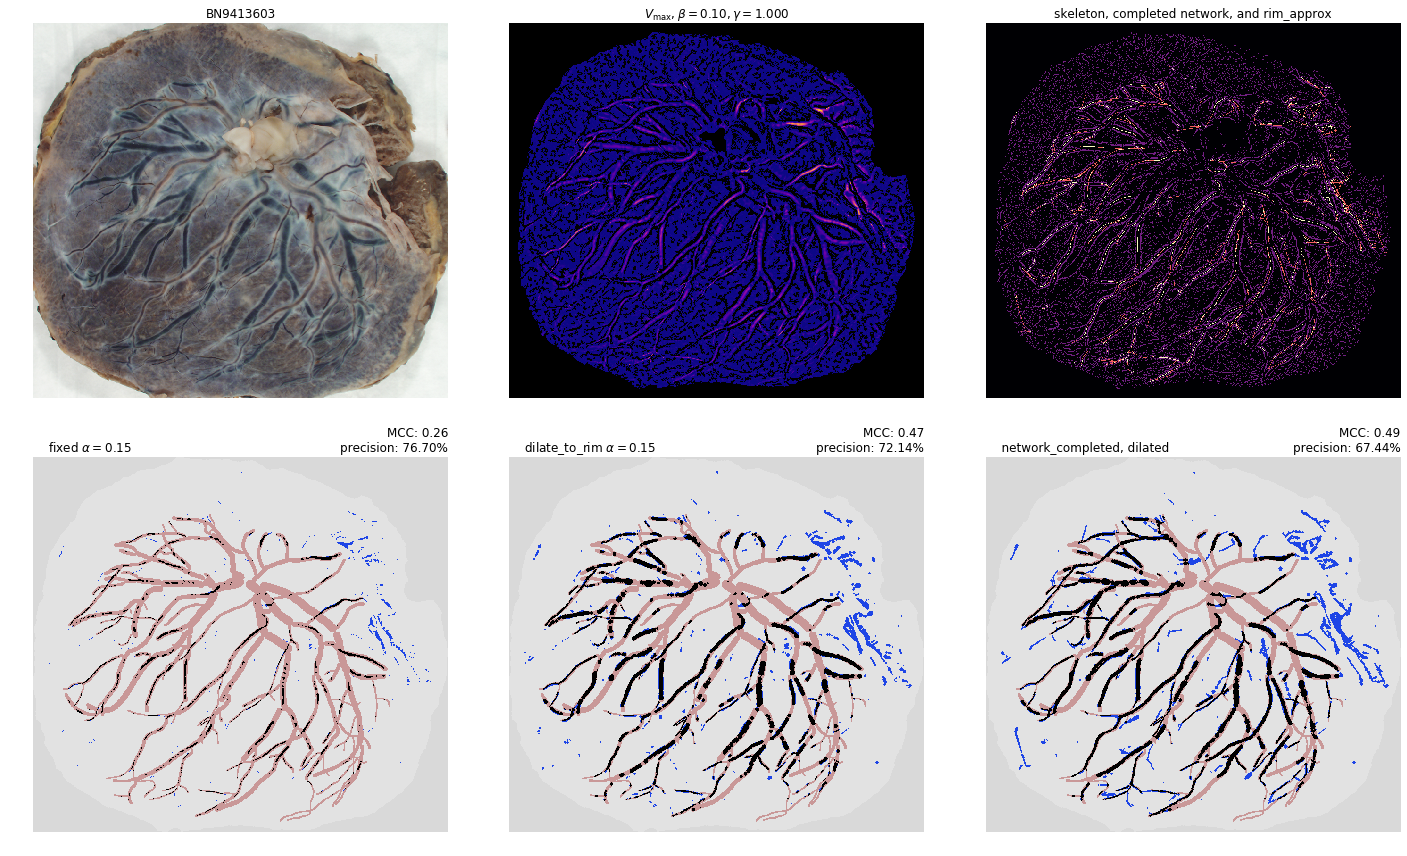 BN9413603
V_max, β = 0.10, γ = 1.000
skeleton, completed network, and rim_approx
MCC: 0.26
fixed α = 0.15 precision: 76.70%
MCC: 0.47
dilate_to_rim α = 0.15 precision: 72.14%
MCC: 0.49
network_completed, dilated precision: 67.44%